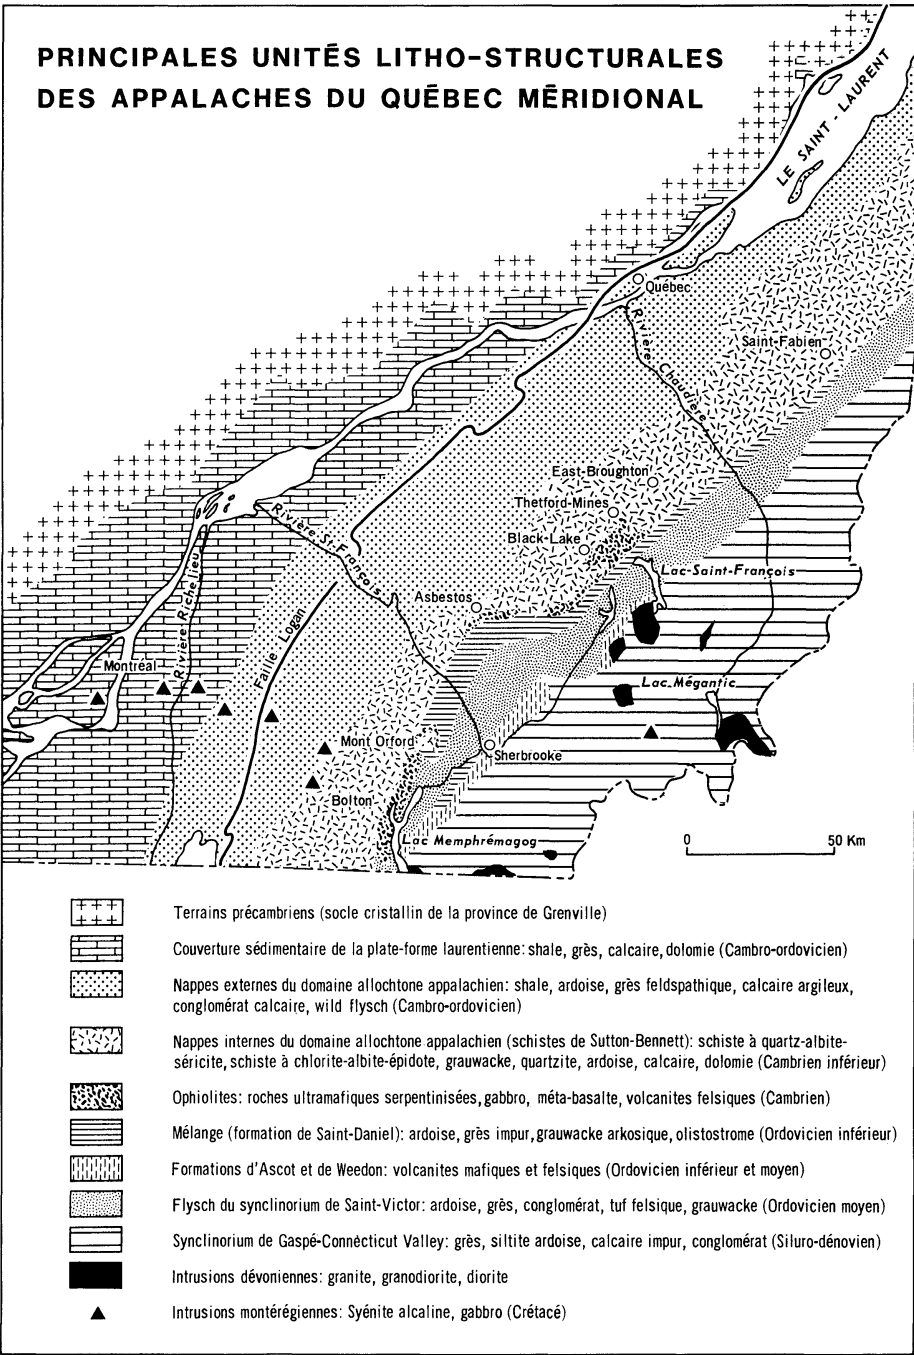 PRINCIPALES UNITÉS LITHO-STRUCTURALES
DES APPALACHES DU QUÉBEC MÉRIDIONAL
LE SAINT-LAURENT
Québec
Rivière Chaudière
Saint-Fabien
East-Broughton
Thetford-Mines
Black-Lake
Rivière St-François
Lac-Saint-François
Asbestos
Rivière Richelieu
Faille Logan
Montréal
Lac Mégantic
Mont Orford
Sherbrooke
Bolton
Lac Memphrémagog
0 50 Km
Terrains précambriens (socle cristallin de la province de Grenville)
Couverture sédimentaire de la plate-forme laurentienne: shale, grès, calcaire, dolomie (Cambro-ordovicien)
Nappes externes du domaine allochtone appalachien: shale, ardoise, grès feldspathique, calcaire argileux,
conglomérat calcaire, wild flysch (Cambro-ordovicien)
Nappes internes du domaine allochtone appalachien (schistes de Sutton-Bennett): schiste à quartz-albite-
séricite, schiste à chlorite-albite-épidote, grauwacke, quartzite, ardoise, calcaire, dolomie (Cambrien inférieur)
Ophiolites: roches ultramafiques serpentinisées, gabbro, méta-basalte, volcanites felsiques (Cambrien)
Mélange (formation de Saint-Daniel): ardoise, grès impur, grauwacke arkosique, olistostrome (Ordovicien inférieur)
Formations d'Ascot et de Weedon: volcanites mafiques et felsiques (Ordovicien inférieur et moyen)
Flysch du synclinorium de Saint-Victor: ardoise, grès, conglomérat, tuf felsique, grauwacke (Ordovicien moyen)
Synclinorium de Gaspé-Connecticut Valley: grès, siltite ardoise, calcaire impur, conglomérat (Siluro-dénovien)
Intrusions dévoniennes: granite, granodiorite, diorite
Intrusions montérégiennes: Syénite alcaline, gabbro (Crétacé)